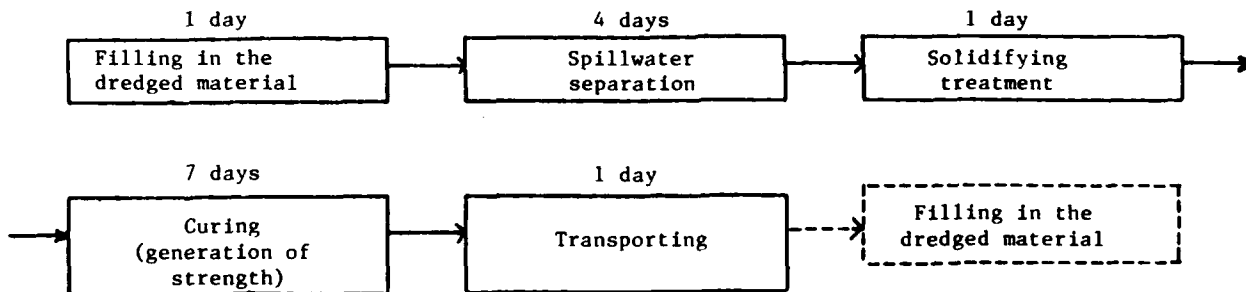 1 day
Filling in the
dredged material
4 days
Spillwater
separation
1 day
Solidifying
treatment
7 days
Curing
(generation of
strength)
1 day
Transporting
Filling in the
dredged material